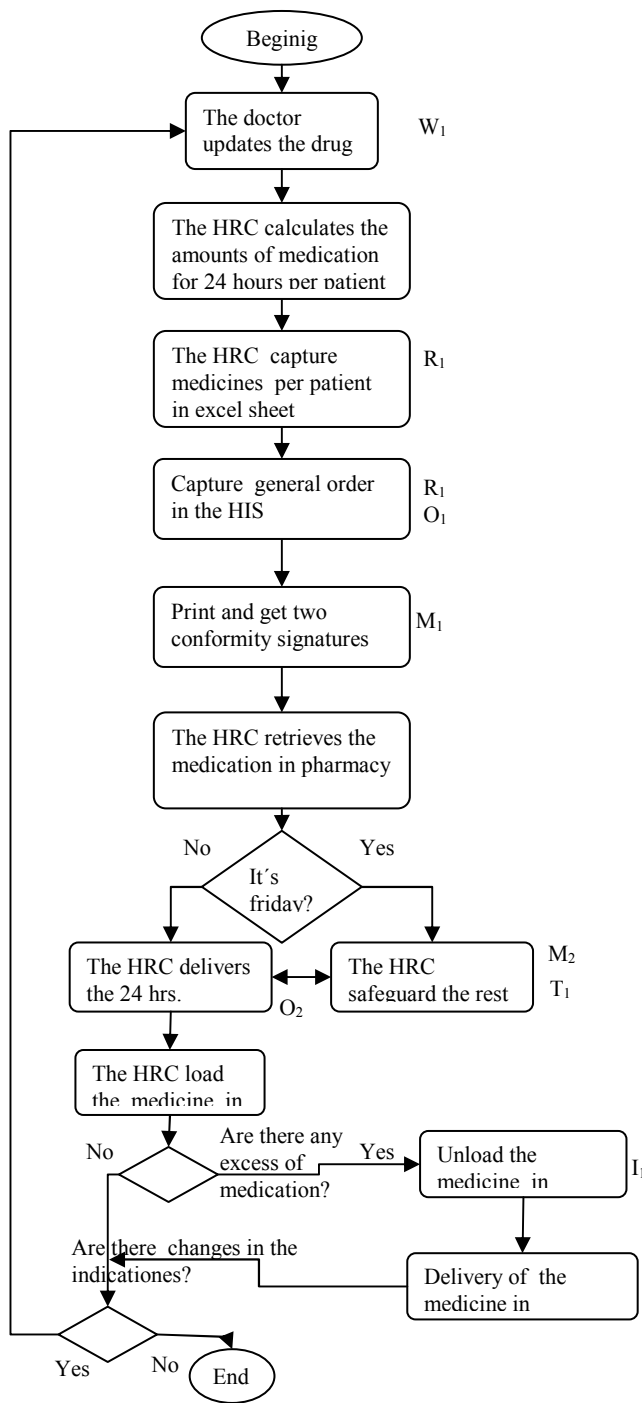 Beginig
The doctor
updates the drug
W1
The HRC calculates the
amounts of medication
for 24 hours per patient
The HRC capture
medicines per patient
in excel sheet
R1
Capture general order
in the HIS
R1
O1
Print and get two
conformity signatures
M1
The HRC retrieves the
medication in pharmacy
No
Yes
It´s
friday?
The HRC delivers
the 24 hrs.
O2
The HRC
safeguard the rest
M2
T1
The HRC load
the medicine in
No
Are there any
excess of
medication?
Yes
Unload the
medicine in
I1
Are there changes in the
indicationes?
Delivery of the
medicine in
Yes
No
End